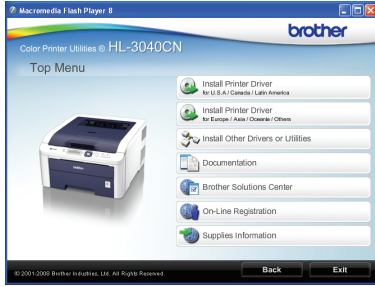 Macromedia Flash Player 8
brother
Color Printer Utilities ® HL-3040CN
Top Menu
Install Printer Driver
for U.S.A / Canada / Latin America
Install Printer Driver
for Europe / Asia / Oceania / Others
Install Other Drivers or Utilities
Documentation
Brother Solutions Center
On-Line Registration
Supplies Information
© 2001-2008 Brother Industries, Ltd. All Rights Reserved.
Back
Exit